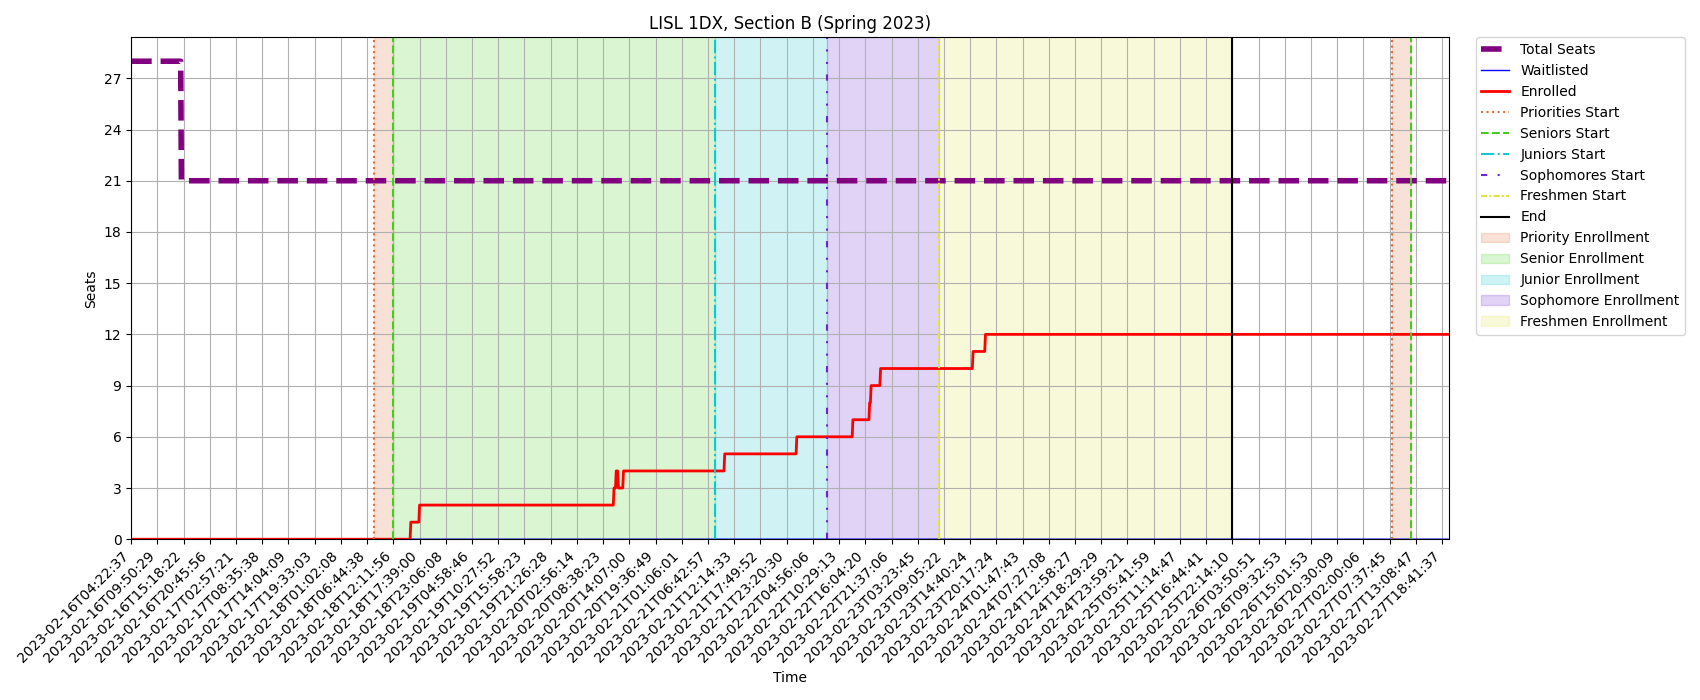 LISL 1DX, Section B (Spring 2023)
Seats
27
24
21
18
15
12
9
6
3
0
2023-02-16T04:22:37
2023-02-16T09:50:29
2023-02-16T15:18:22
2023-02-16T20:45:56
2023-02-17T02:57:21
2023-02-17T08:35:38
2023-02-17T14:04:09
2023-02-17T19:33:03
2023-02-18T01:02:08
2023-02-18T06:44:38
2023-02-18T12:11:56
2023-02-18T17:39:00
2023-02-18T23:06:08
2023-02-19T04:58:46
2023-02-19T10:27:52
2023-02-19T15:58:23
2023-02-19T21:26:28
2023-02-20T02:56:14
2023-02-20T08:38:23
2023-02-20T14:07:00
2023-02-20T19:36:49
2023-02-21T01:06:01
2023-02-21T06:42:57
2023-02-21T12:14:33
2023-02-21T17:49:52
2023-02-21T23:20:30
2023-02-22T04:56:06
2023-02-22T10:29:13
2023-02-22T16:04:20
2023-02-22T21:37:06
2023-02-23T03:23:45
2023-02-23T09:05:22
2023-02-23T14:40:24
2023-02-23T20:17:24
2023-02-24T01:47:43
2023-02-24T07:27:08
2023-02-24T12:58:27
2023-02-24T18:29:29
2023-02-24T23:59:21
2023-02-25T05:41:59
2023-02-25T11:14:47
2023-02-25T16:44:41
2023-02-25T22:14:10
2023-02-26T03:50:51
2023-02-26T09:32:53
2023-02-26T15:01:53
2023-02-26T20:30:09
2023-02-27T02:00:06
2023-02-27T07:37:45
2023-02-27T13:08:47
2023-02-27T18:41:37
Time
Total Seats
Waitlisted
Enrolled
Priorities Start
Seniors Start
Juniors Start
Sophomores Start
Freshmen Start
End
Priority Enrollment
Senior Enrollment
Junior Enrollment
Sophomore Enrollment
Freshmen Enrollment